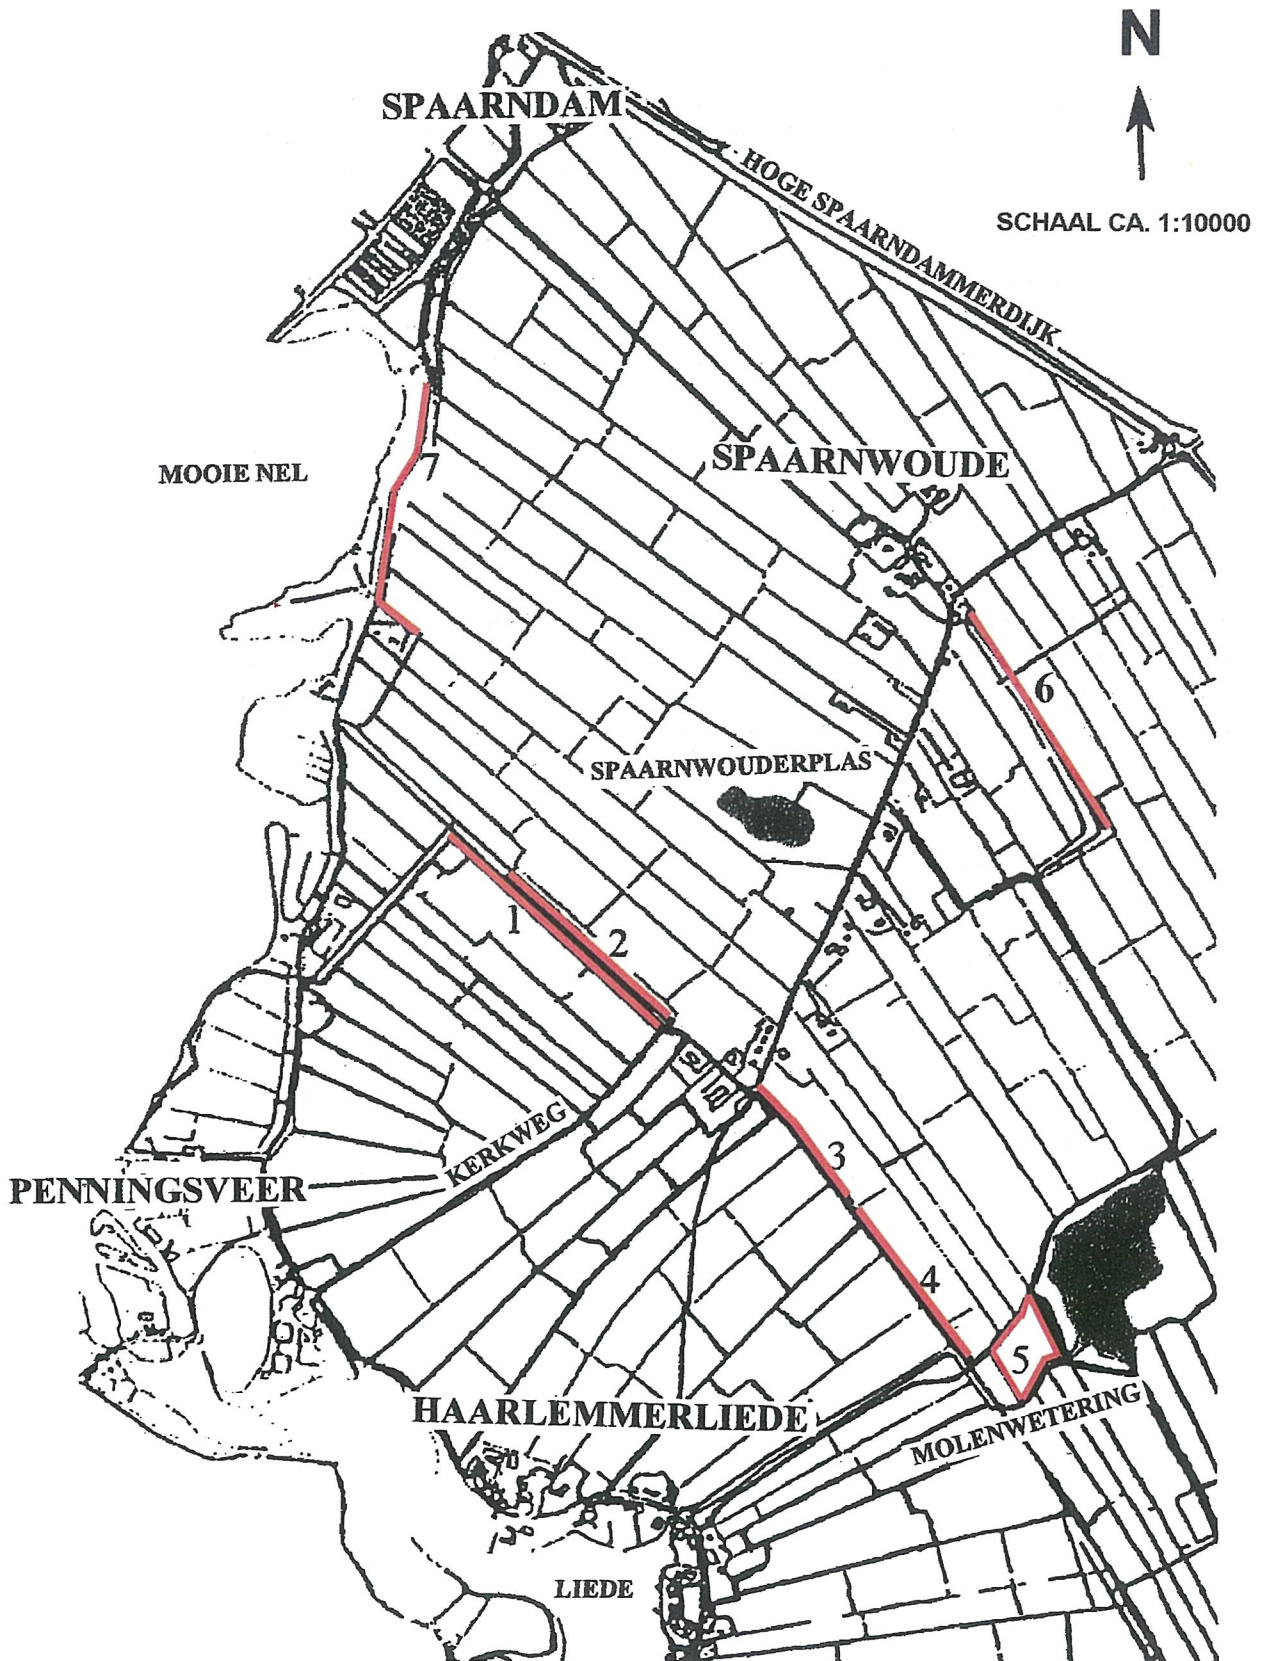 N
SPAARNDAM
HOGE SPAARNDAMMERDIJK
SCHAAL CA. 1:10000
SPAARNWOUDE
MOOIE NEL
7
6
SPAARNWOUDERPLAS
1
2
KERKWEG
3
PENNINGSVEER
4
5
HAARLEMMERLIEDE
MOLENWETERING
LIEDE